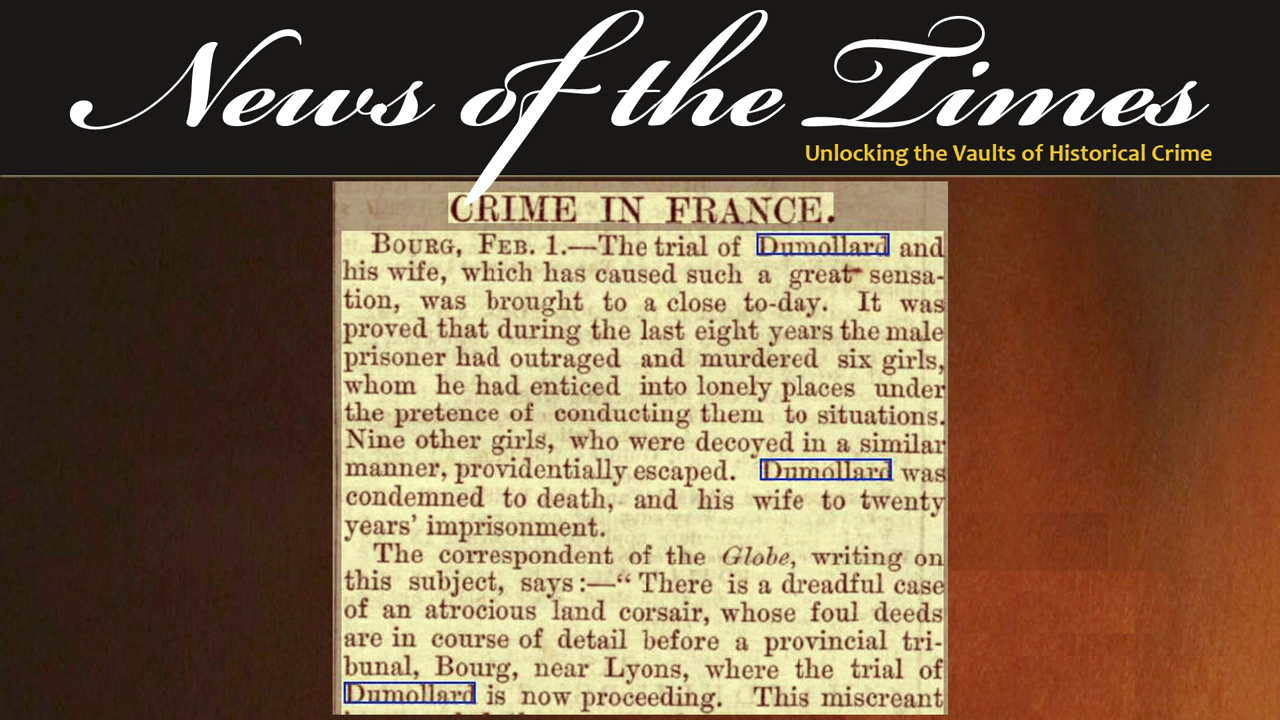 News of the Times
Unlocking the Vaults of Historical Crime
CRIME IN FRANCE.
BOURG, FEB. 1.—The trial of Dumollard and
his wife, which has caused such a great sensa-
tion, was brought to a close to-day. It was
proved that during the last eight years the male
prisoner had outraged and murdered six girls,
whom he had enticed into lonely places under
the pretence of conducting them to situations.
Nine other girls, who were decoyed in a similar
manner, providentially escaped. Dumollard was
condemned to death, and his wife to twenty
years' imprisonment.
The correspondent of the Globe, writing on
this subject, says:—“There is a dreadful case
of an atrocious land corsair, whose foul deeds
are in course of detail before a provincial tri-
bunal, Bourg, near Lyons, where the trial of
Dumollard is now proceeding. This miscreant